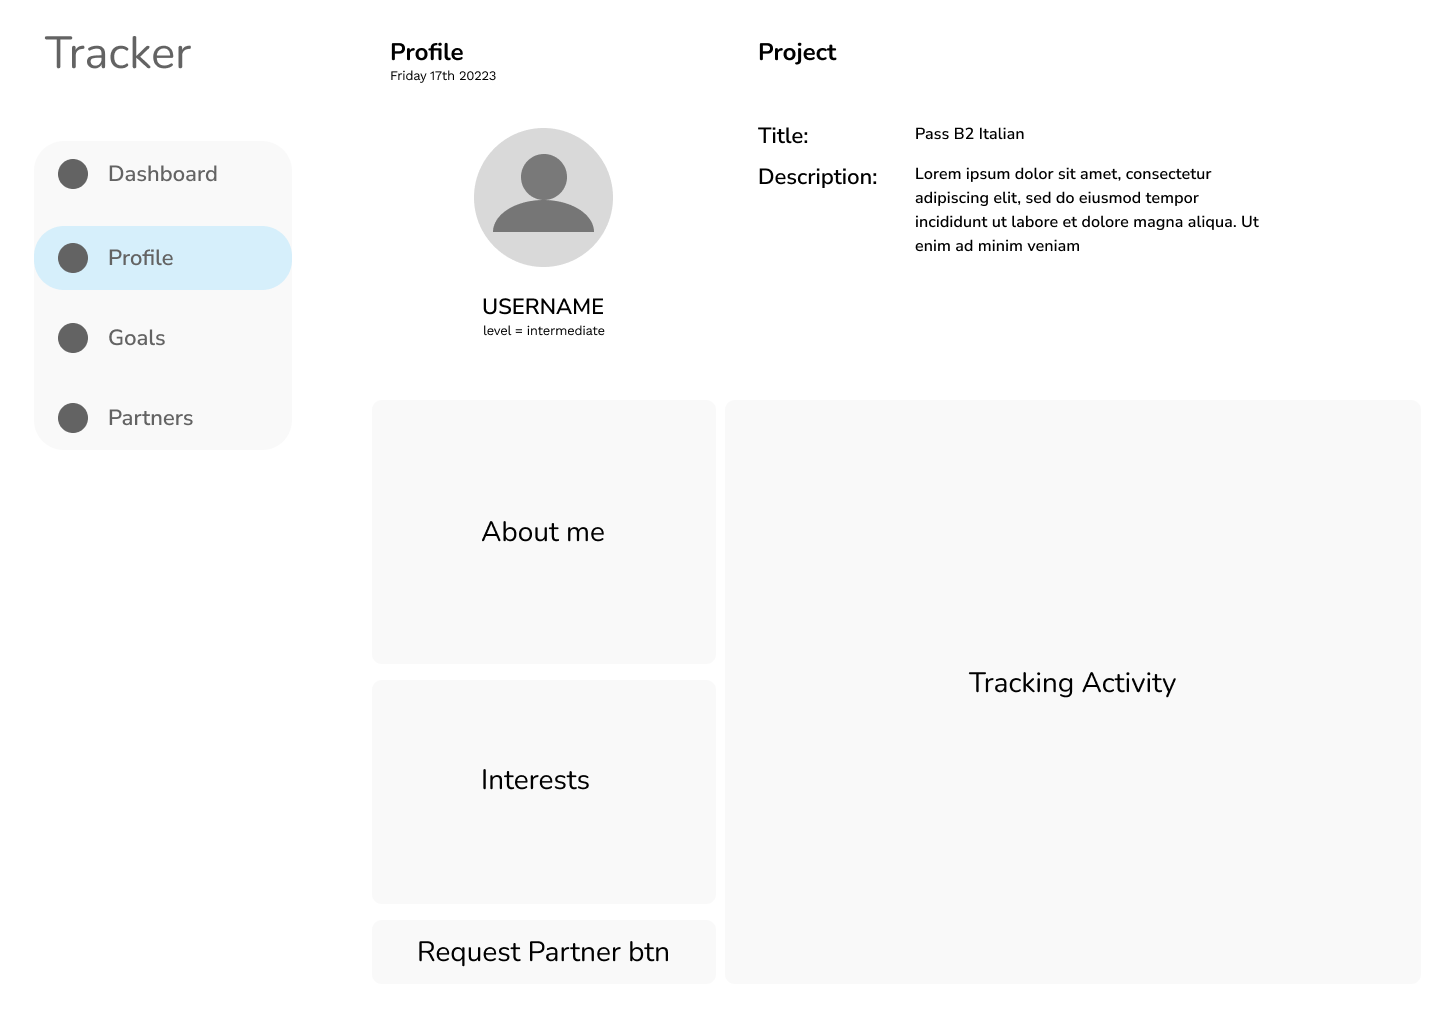 Tracker
Dashboard
Profile
Goals
Partners
Profile
Friday 17th 20223
USERNAME
level = intermediate
Project
Title:
Pass B2 Italian
Description:
Lorem ipsum dolor sit amet, consectetur
adipiscing elit, sed do eiusmod tempor
incididunt ut labore et dolore magna aliqua. Ut
enim ad minim veniam
About me
Interests
Request Partner btn
Tracking Activity